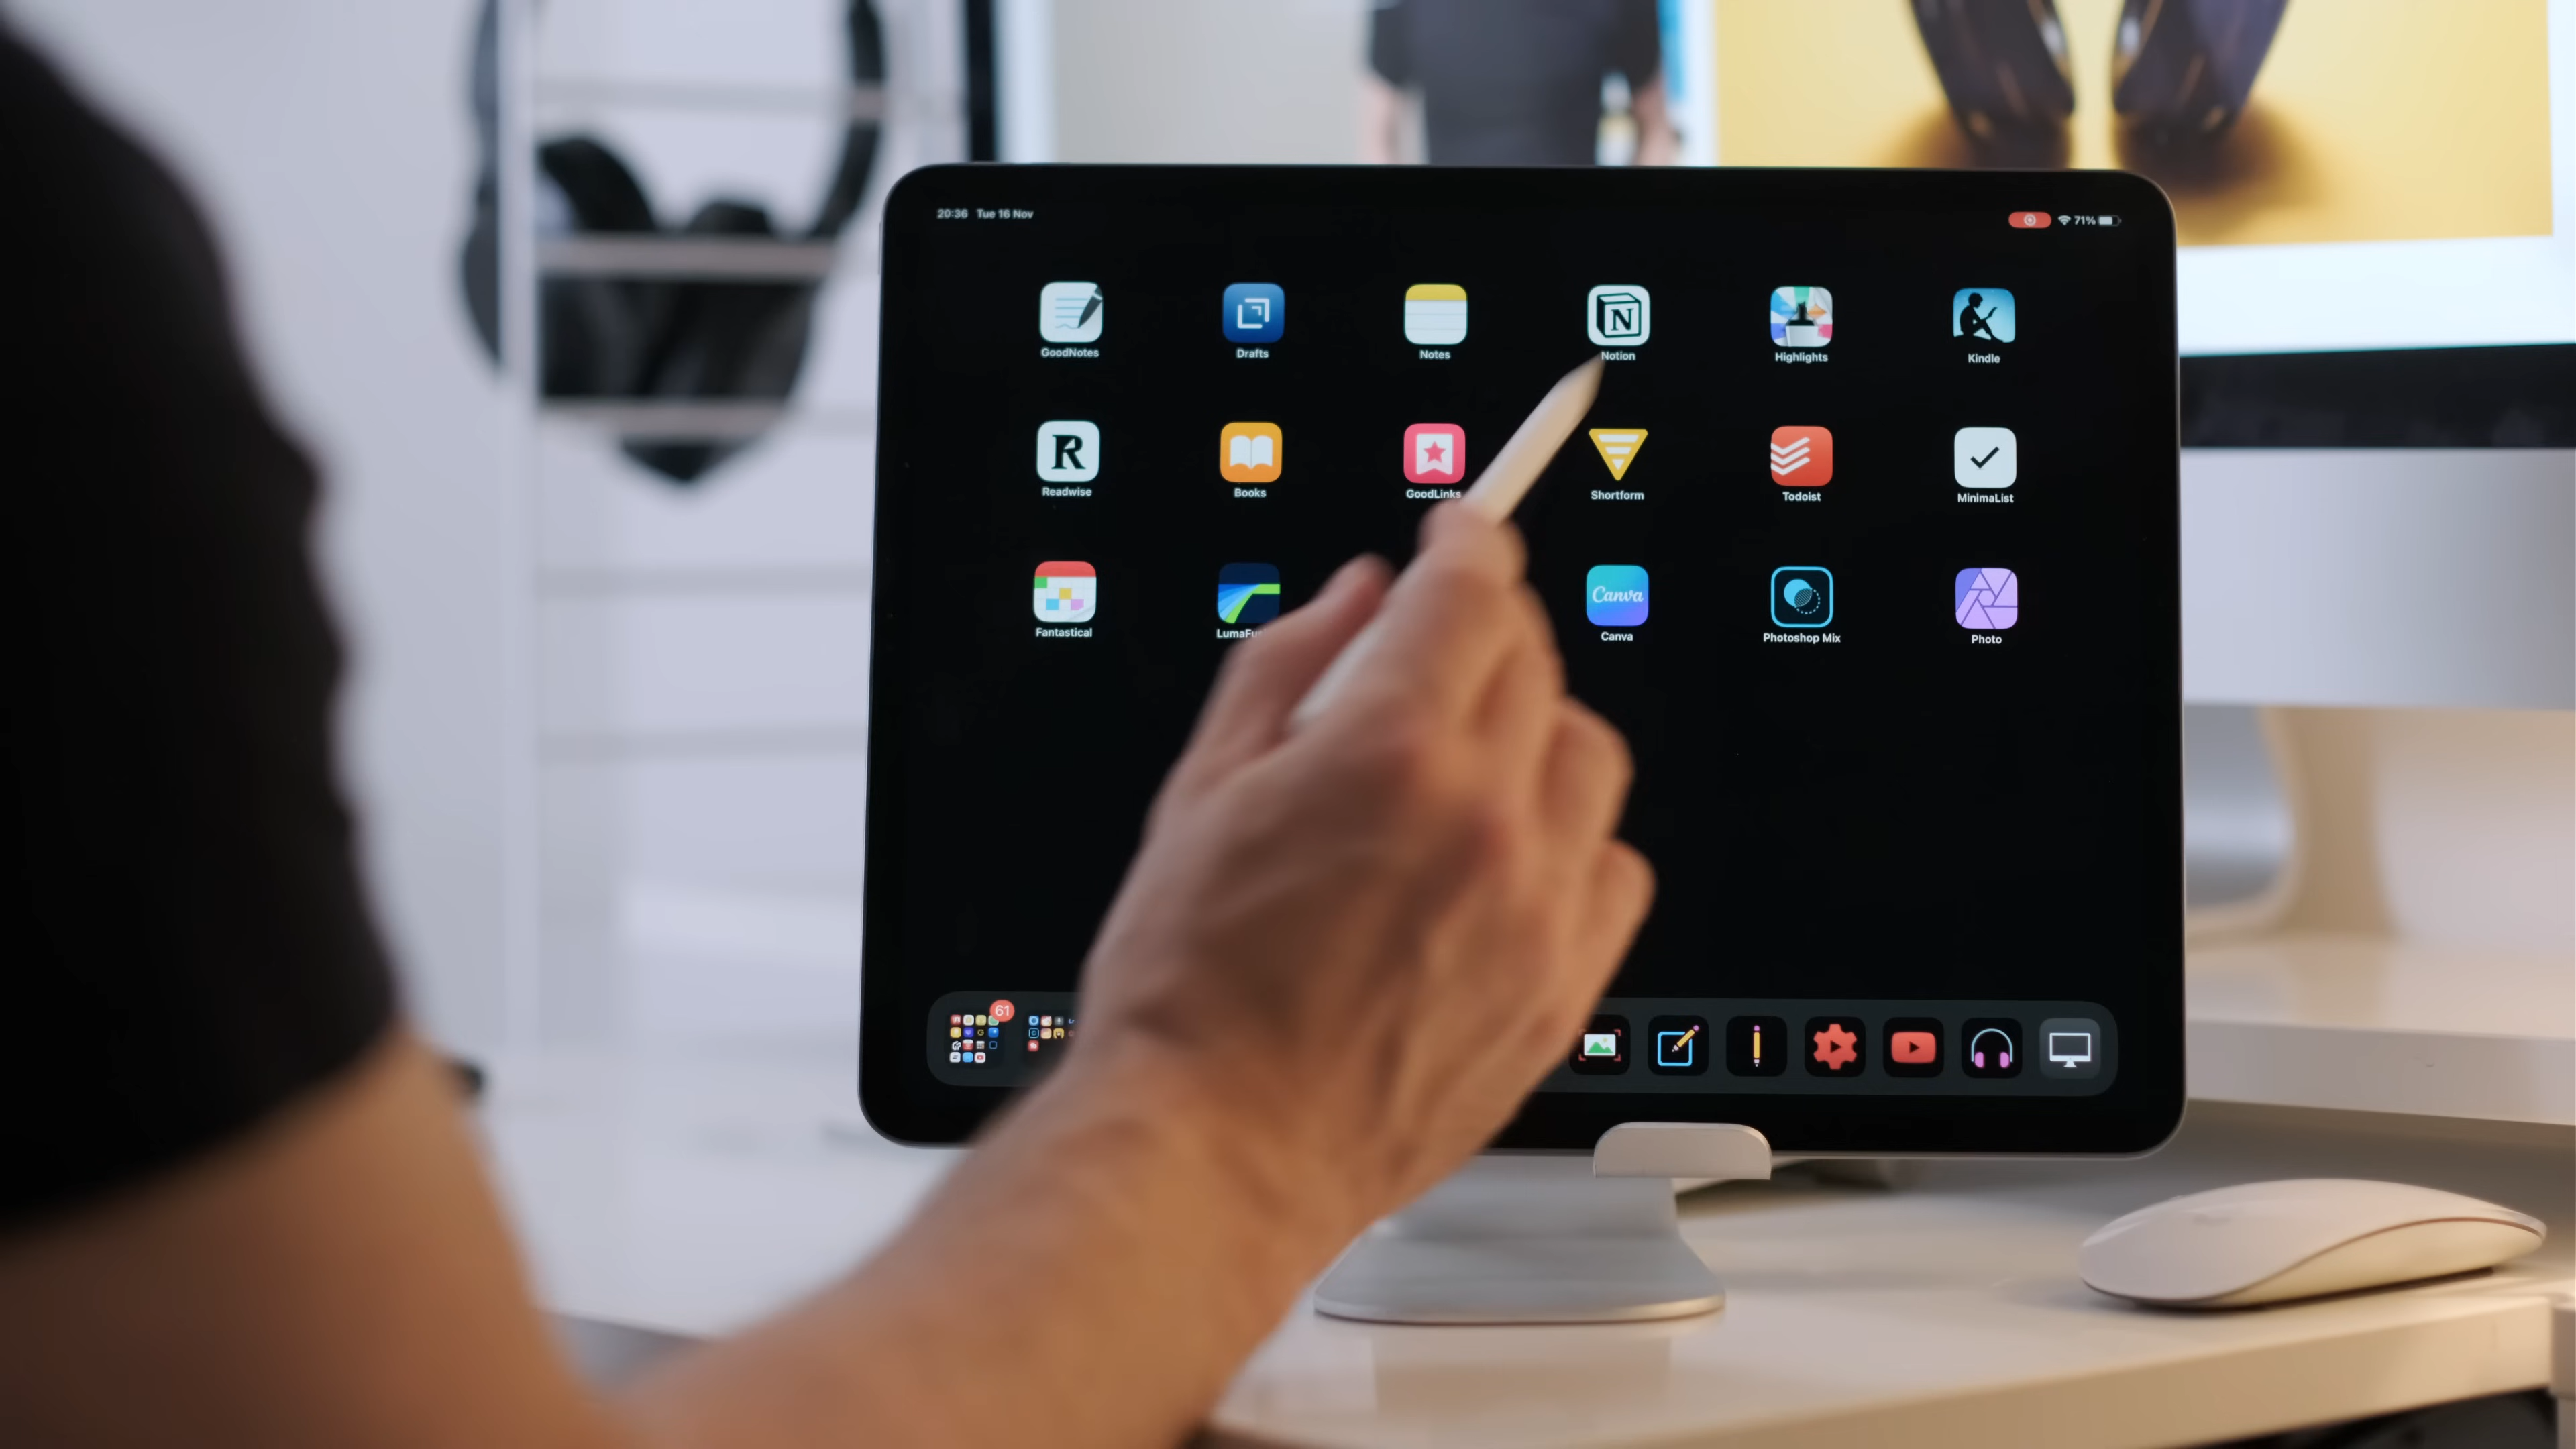 20:36 Tue 16 Nov
71%
GoodNotes
Drafts
Notes
N
Notion
Highlights
Kindle
R
Readwise
Books
GoodLinks
Shortform
Todoist
MinimaList
Fantastical
Canva
Canva
Photoshop Mix
Photo
61